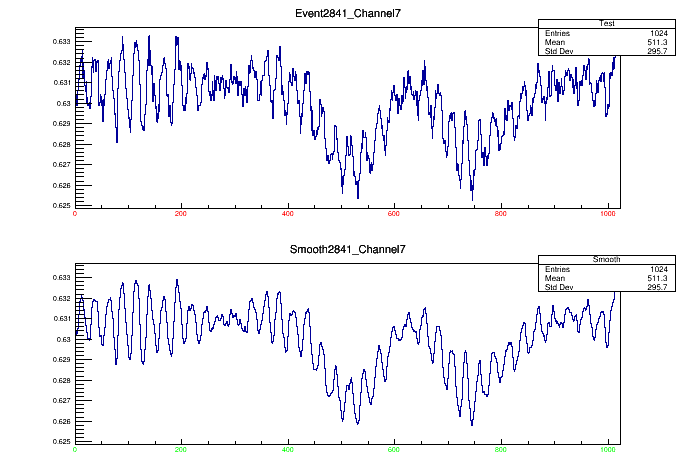 Event2841_Channel7
Test
Entries 1024
Mean 511.3
Std Dev 295.7
0.633
0.632
0.631
0.63
0.629
0.628
0.627
0.626
0.625
0 200 400 600 800 1000
Smooth2841_Channel7
Smooth
Entries 1024
Mean 511.3
Std Dev 295.7
0.633
0.632
0.631
0.63
0.629
0.628
0.627
0.626
0.625
0 200 400 600 800 1000